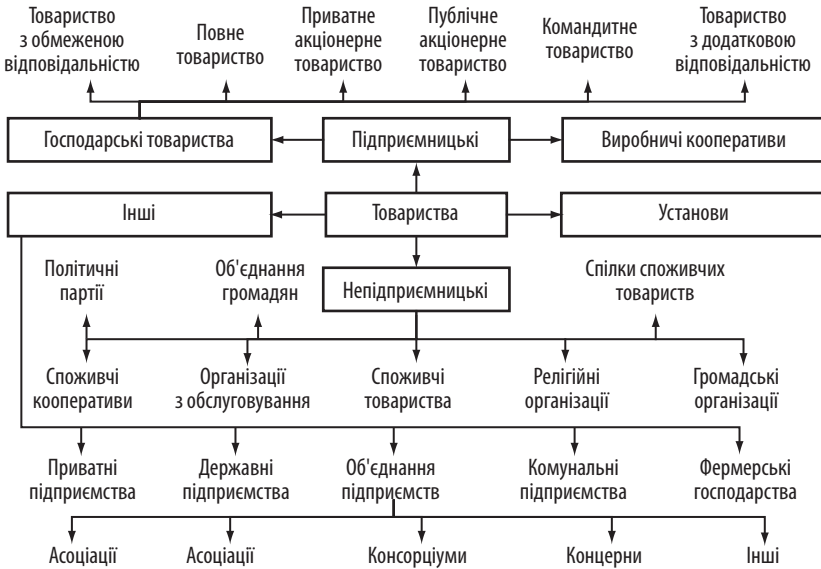 Товариство
з обмеженою
відповідальністю
Повне
товариство
Приватне
акціонерне
товариство
Публічне
акціонерне
товариство
Командитне
товариство
Товариство
з додатковою
відповідальністю
Господарські товариства
Підприємницькі
Виробничі кооперативи
Інші
Товариства
Установи
Політичні
партії
Об'єднання
громадян
Непідприємницькі
Спілки споживчих
товариств
Споживчі
кооперативи
Організації
з обслуговування
Споживчі
товариства
Релігійні
організації
Громадські
організації
Приватні
підприємства
Державні
підприємства
Об'єднання
підприємств
Комунальні
підприємства
Фермерські
господарства
Асоціації
Асоціації
Консорціуми
Концерни
Інші